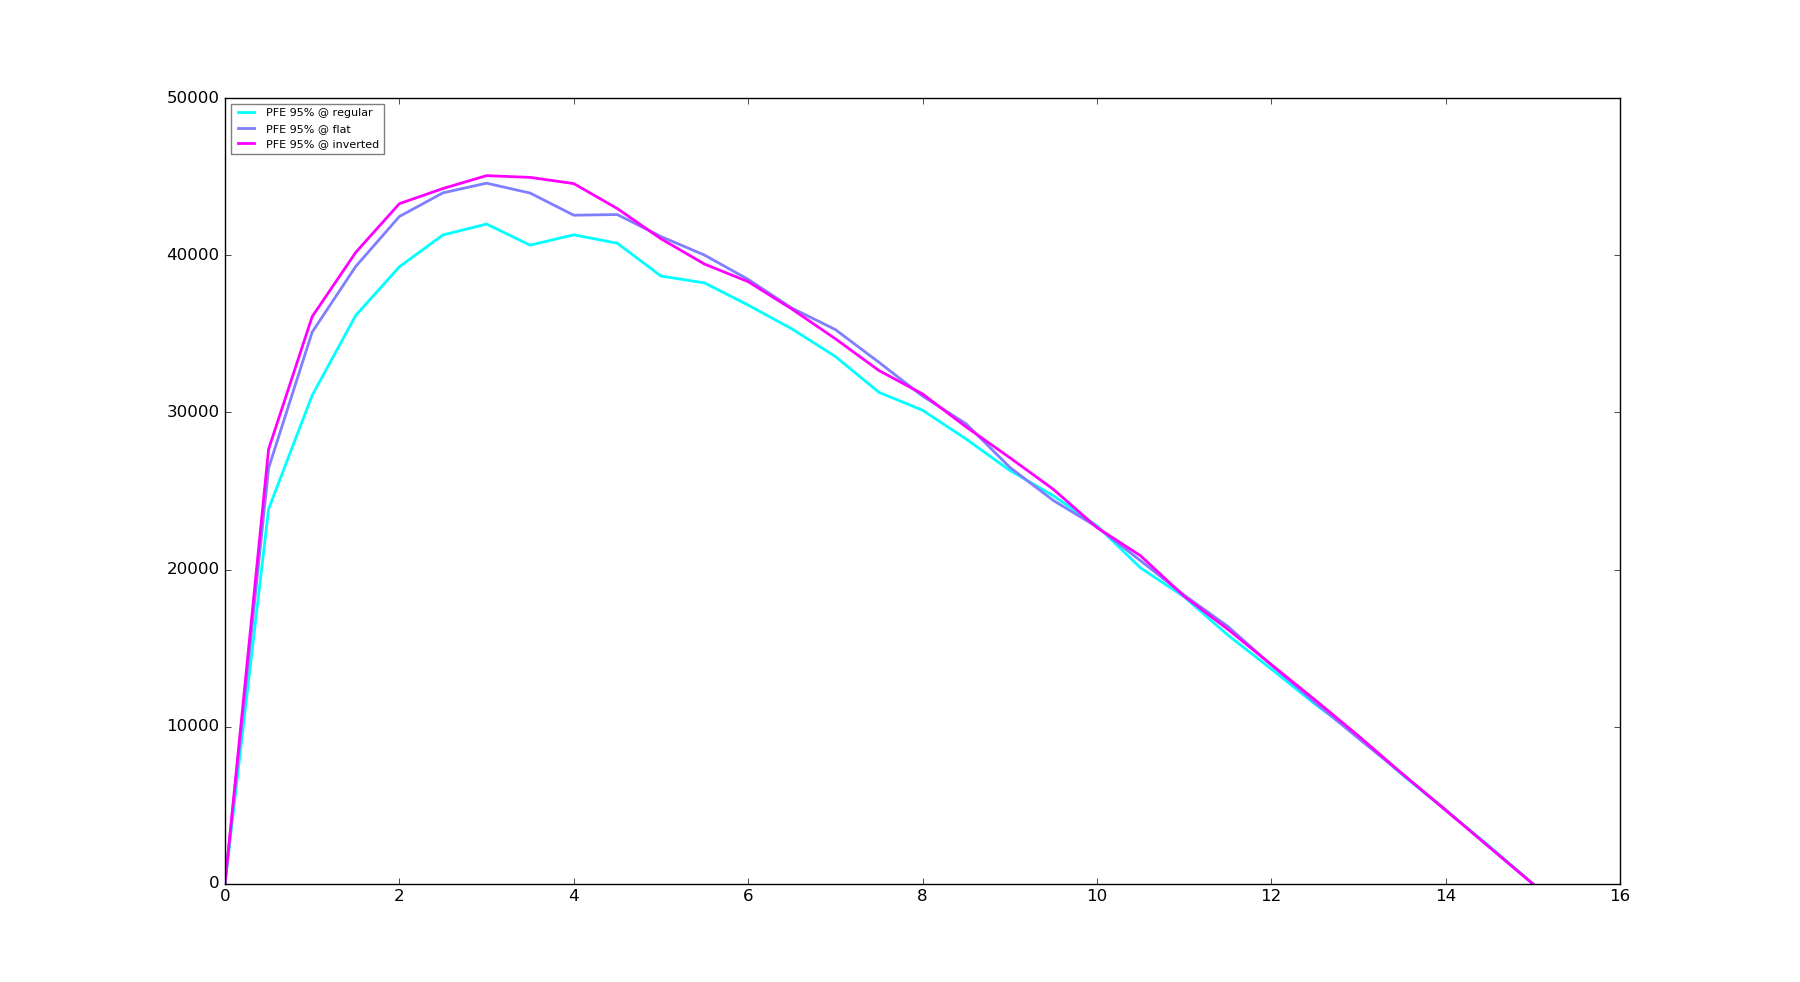 50000
40000
30000
20000
10000
0
PFE 95% @ regular
PFE 95% @ flat
PFE 95% @ inverted
0 2 4 6 8 10 12 14 16